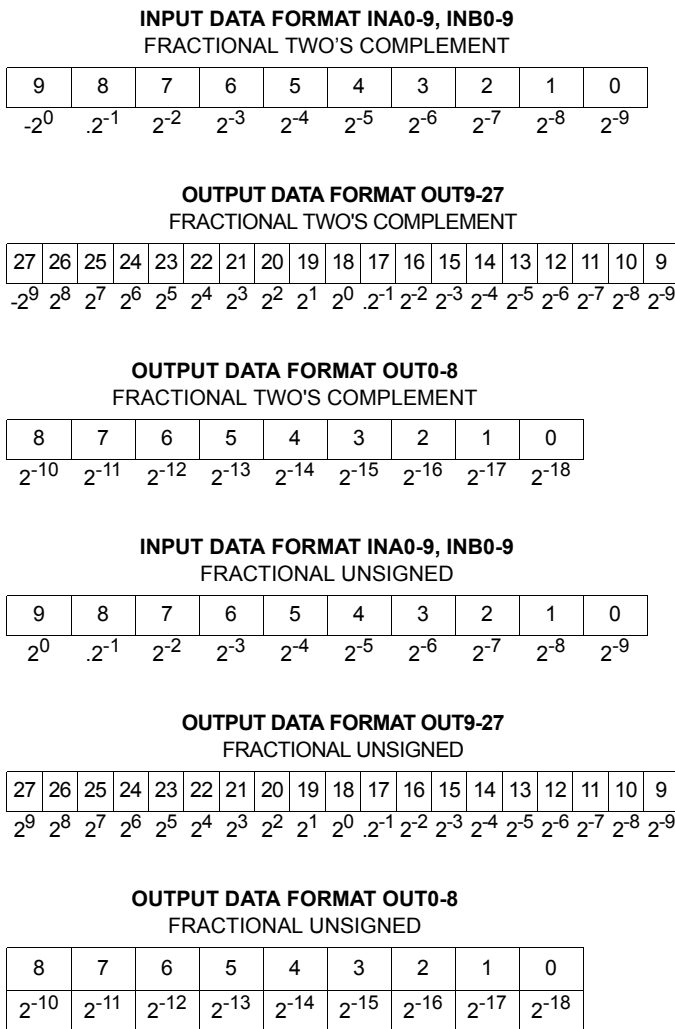 INPUT DATA FORMAT INA0-9, INB0-9
FRACTIONAL TWO’S COMPLEMENT
9 8 7 6 5 4 3 2 1 0
-2^0 .2^-1 2^-2 2^-3 2^-4 2^-5 2^-6 2^-7 2^-8 2^-9
OUTPUT DATA FORMAT OUT9-27
FRACTIONAL TWO'S COMPLEMENT
27 26 25 24 23 22 21 20 19 18 17 16 15 14 13 12 11 10 9
-2^9 2^8 2^7 2^6 2^5 2^4 2^3 2^2 2^1 2^0 .2^-1 2^-2 2^-3 2^-4 2^-5 2^-6 2^-7 2^-8 2^-9
OUTPUT DATA FORMAT OUT0-8
FRACTIONAL TWO'S COMPLEMENT
8 7 6 5 4 3 2 1 0
2^-10 2^-11 2^-12 2^-13 2^-14 2^-15 2^-16 2^-17 2^-18
INPUT DATA FORMAT INA0-9, INB0-9
FRACTIONAL UNSIGNED
9 8 7 6 5 4 3 2 1 0
2^0 .2^-1 2^-2 2^-3 2^-4 2^-5 2^-6 2^-7 2^-8 2^-9
OUTPUT DATA FORMAT OUT9-27
FRACTIONAL UNSIGNED
27 26 25 24 23 22 21 20 19 18 17 16 15 14 13 12 11 10 9
2^9 2^8 2^7 2^6 2^5 2^4 2^3 2^2 2^1 2^0 .2^-1 2^-2 2^-3 2^-4 2^-5 2^-6 2^-7 2^-8 2^-9
OUTPUT DATA FORMAT OUT0-8
FRACTIONAL UNSIGNED
8 7 6 5 4 3 2 1 0
2^-10 2^-11 2^-12 2^-13 2^-14 2^-15 2^-16 2^-17 2^-18